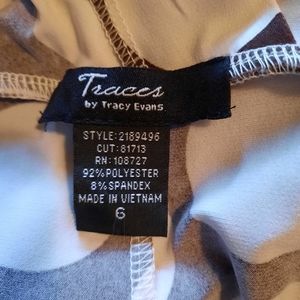 Traces
by Tracy Evans
STYLE: 2189496
CUT: 81713
RN: 108727
92% POLYESTER
8% SPANDEX
MADE IN VIETNAM
6